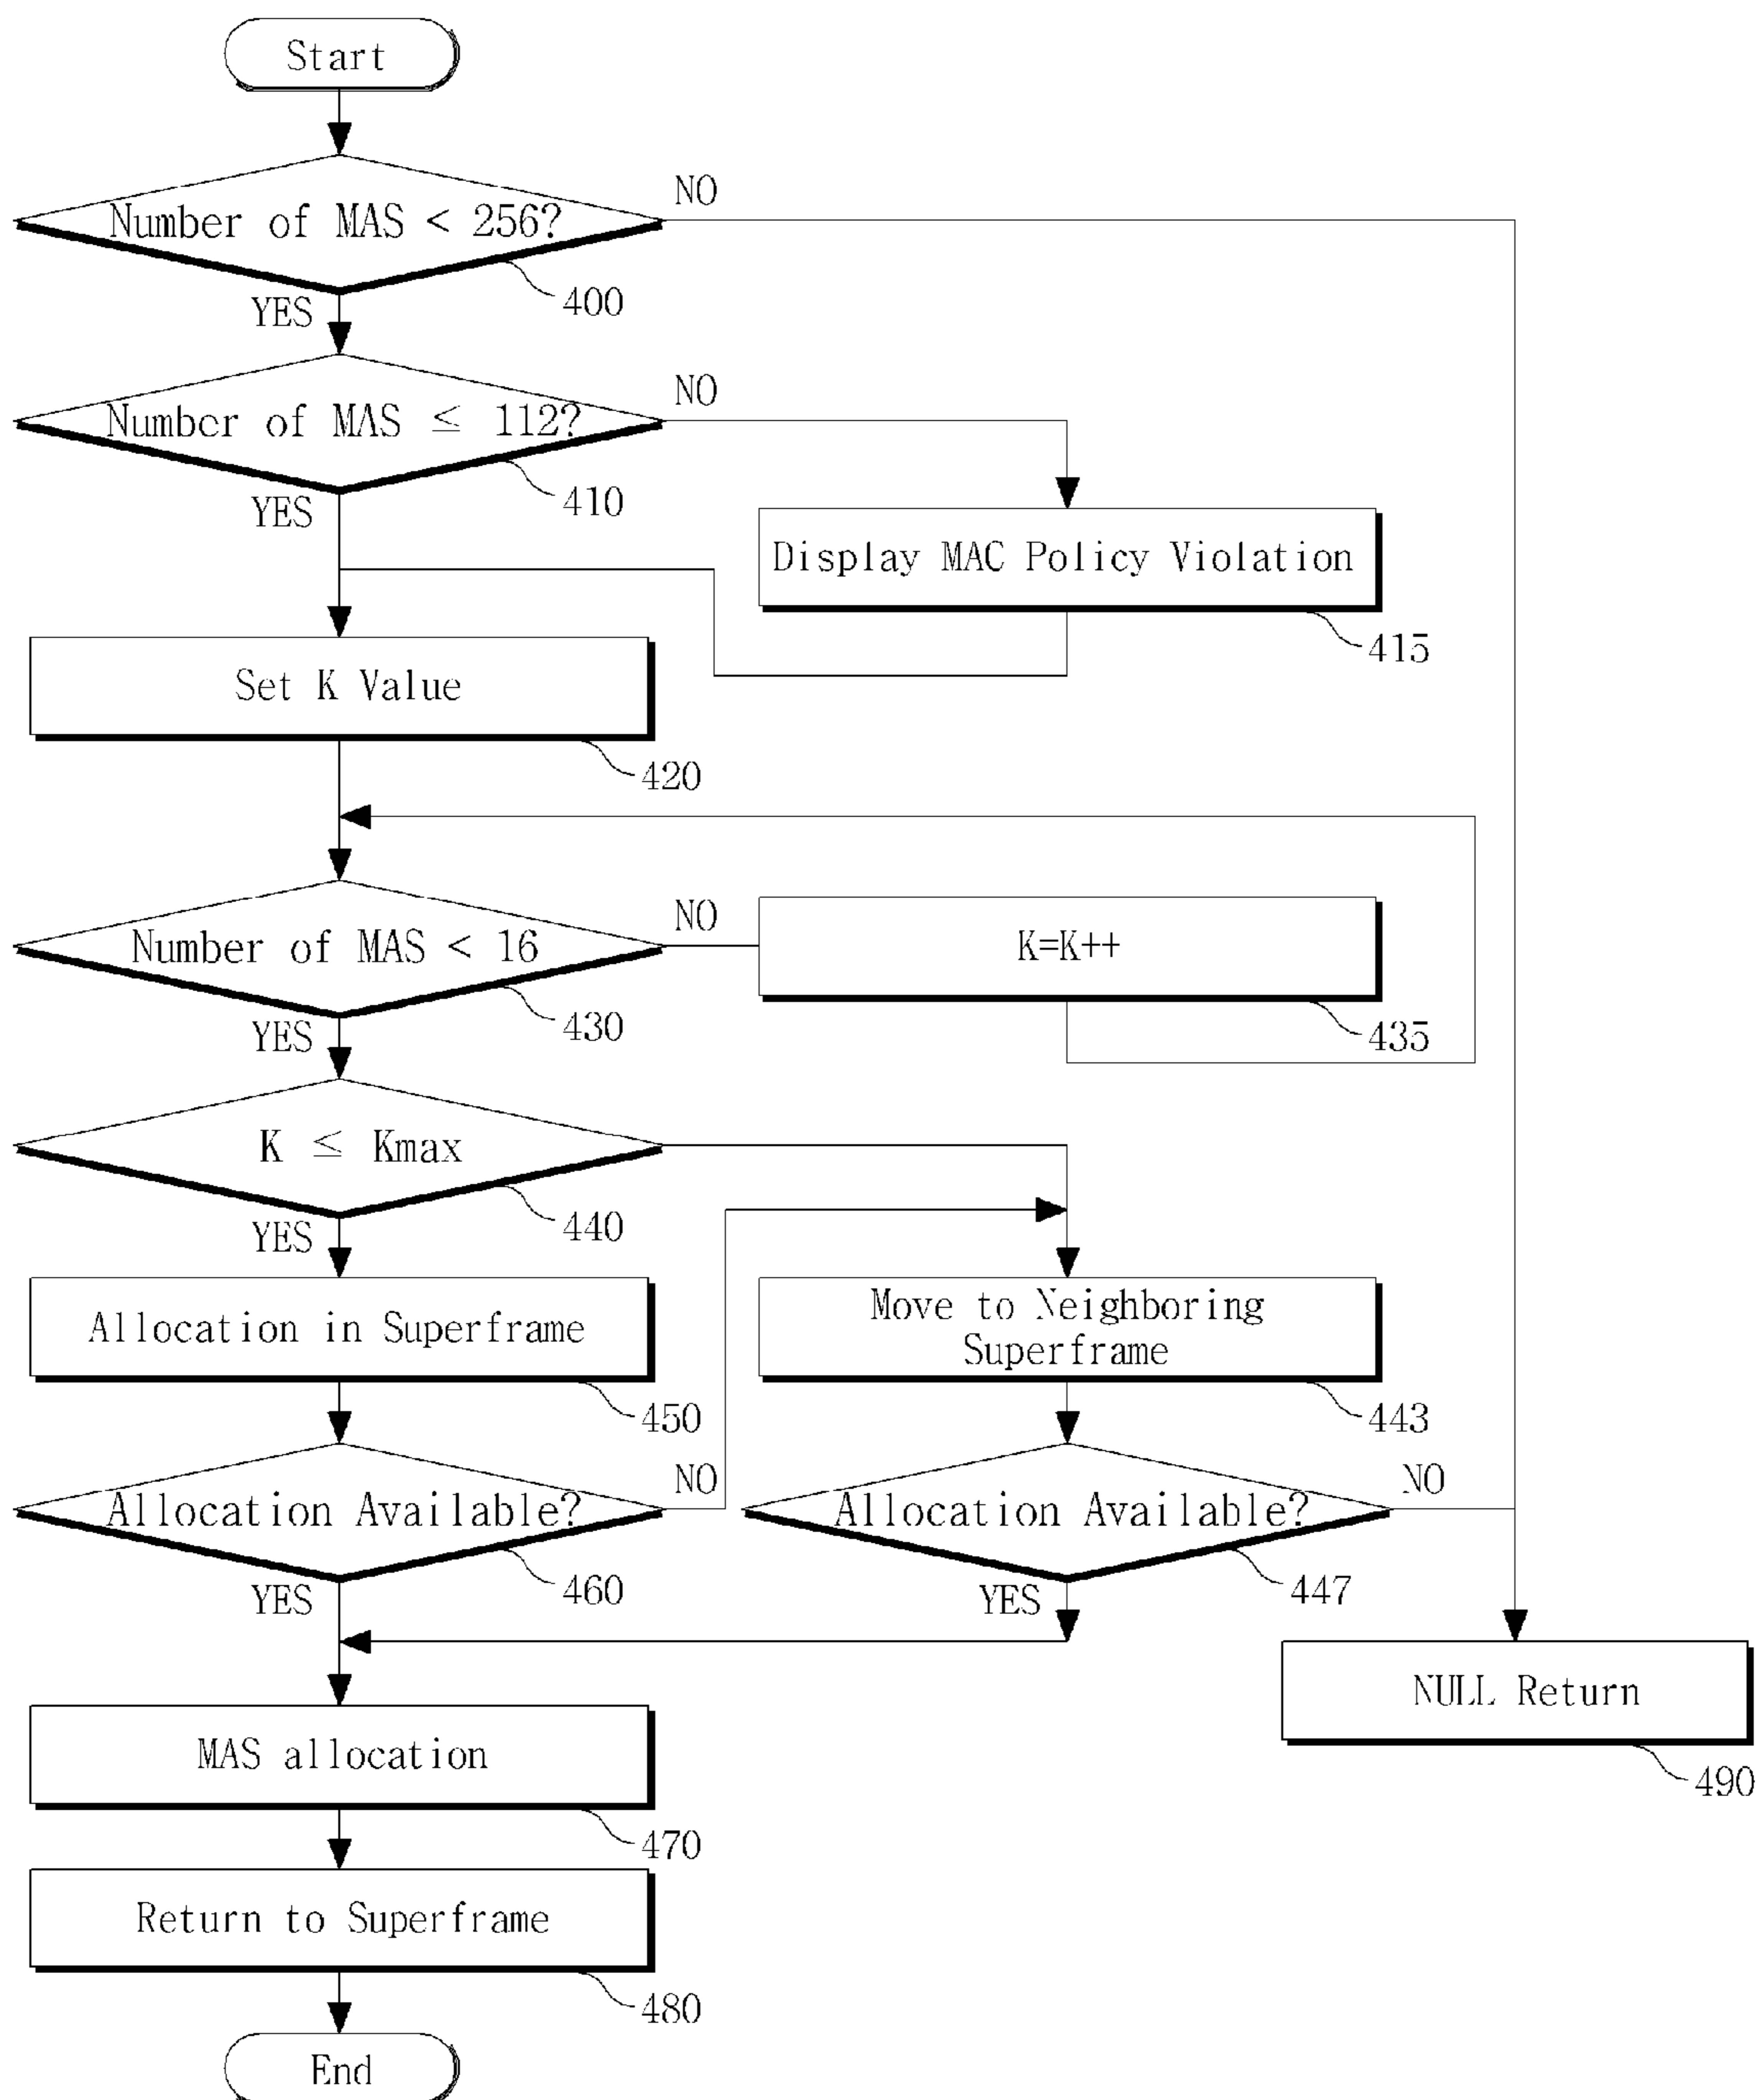 Start
Number of MAS < 256?
NO
400
YES
Number of MAS ≤ 112?
NO
410
YES
Display MAC Policy Violation
415
Set K Value
420
Number of MAS < 16
NO
K=K++
430
435
YES
K ≤ Kmax
440
YES
Allocation in Superframe
Move to Neighboring
Superframe
450
443
Allocation Available?
NO
Allocation Available?
NO
460
447
YES
YES
NULL Return
490
MAS allocation
470
Return to Superframe
480
End